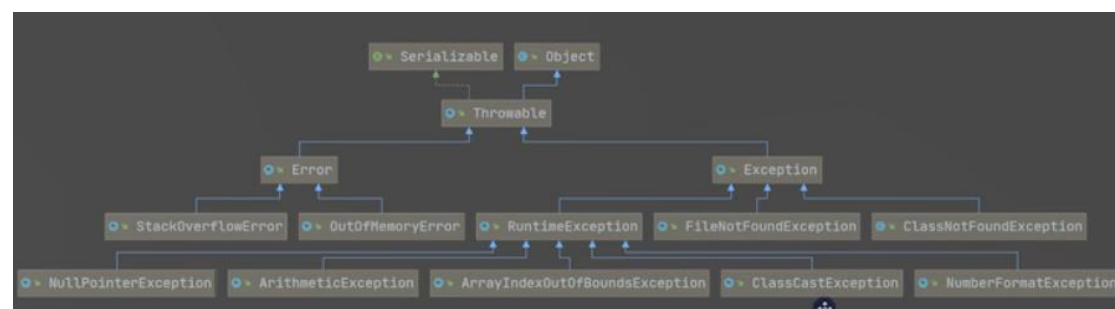 Serializable Object
Throwable
Error Exception
StackOverflowError OutOfMemoryError RuntimeException FileNotFoundException ClassNotFoundException
NullPointerException ArithmeticException ArrayIndexOutOfBoundsException ClassCastException NumberFormatException